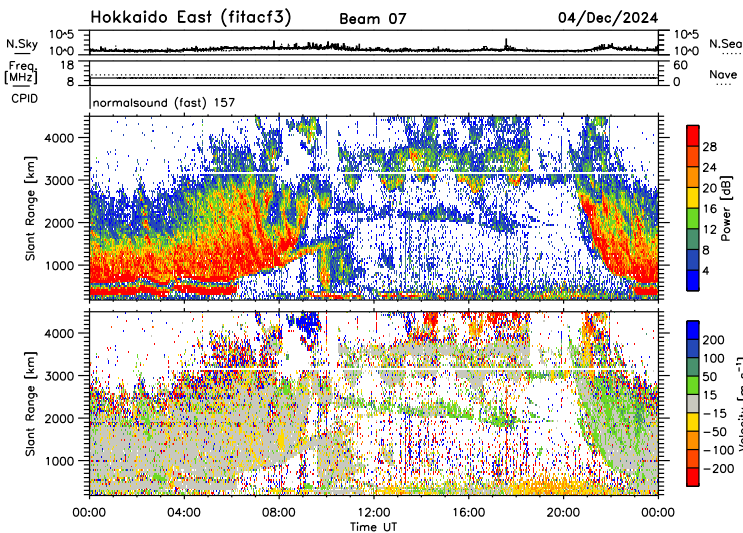 Hokkaido East (fitacf3) Beam 07 04/Dec/2024
N.Sky 10^5 10^0 10^5 10^0 N.Sea
Freq. [MHz] 18 8 60 0 Nave
CPID normalsound (fast) 157
Slant Range [km] 4000 3000 2000 1000
28 24 20 16 12 8 4 Power [dB]
Slant Range [km] 4000 3000 2000 1000
200 100 50 15 -15 -50 -100 -200 Velocity
00:00 04:00 08:00 12:00 16:00 20:00 00:00
Time UT